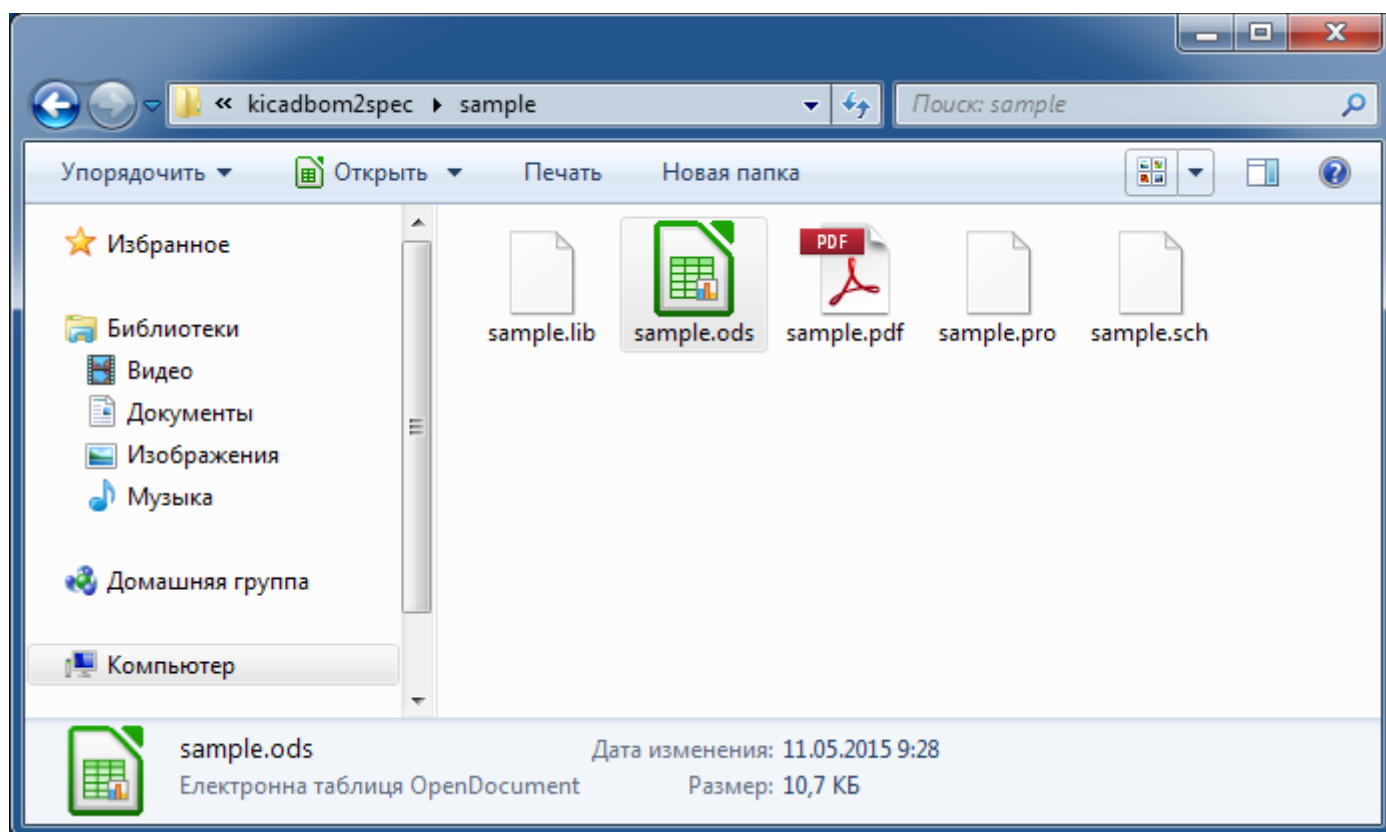 « kicadbom2spec ▸ sample
Поиск: sample
Упорядочить
Открыть
Печать
Новая папка
Избранное
Библиотеки
Видео
Документы
Изображения
Музыка
Домашняя группа
Компьютер
PDF
sample.lib
sample.ods
sample.pdf
sample.pro
sample.sch
sample.ods
Дата изменения: 11.05.2015 9:28
Електронна таблиця OpenDocument
Размер: 10,7 КБ